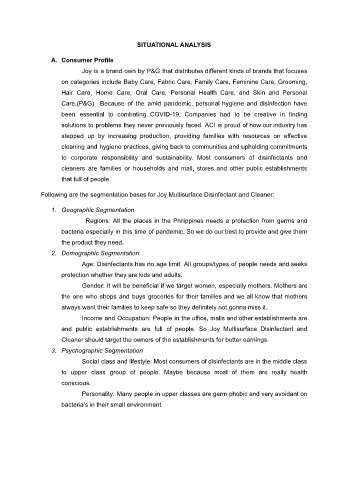 SITUATIONAL ANALYSIS
A. Consumer Profile
Joy is a brand own by P&G that distributes different kinds of brands that focuses
on categories include Baby Care, Fabric Care, Family Care, Feminine Care, Grooming,
Hair Care, Home Care, Oral Care, Personal Health Care, and Skin and Personal
Care.(P&G) Because of the amid pandemic, personal hygiene and disinfection have
been essential to combating COVID-19. Companies had to be creative in finding
solutions to problems they never previously faced. ACI is proud of how our industry has
stepped up by increasing production, providing families with resources on effective
cleaning and hygiene practices, giving back to communities and upholding commitments
to corporate responsibility and sustainability. Most consumers of disinfectants and
cleaners are families or households and mall, stores and other public establishments
that full of people.
Following are the segmentation bases for Joy Multisurface Disinfectant and Cleaner;
1. Geographic Segmentation
Regions: All the places in the Philippines needs a protection from germs and
bacteria especially in this time of pandemic. So we do our best to provide and give them
the product they need.
2. Demographic Segmentation
Age: Disinfectants has no age limit. All groups/types of people needs and seeks
protection whether they are kids and adults.
Gender: It will be beneficial if we target women, especially mothers. Mothers are
the one who shops and buys groceries for their families and we all know that mothers
always want their families to keep safe so they definitely not gonna miss it.
Income and Occupation: People in the office, malls and other establishments are
and public establishments are full of people. So Joy Multisurface Disinfectant and
Cleaner should target the owners of the establishments for better earnings.
3. Psychographic Segmentation
Social class and lifestyle: Most consumers of disinfectants are in the middle class
to upper class group of people. Maybe because most of them are really health
conscious.
Personality: Many people in upper classes are germ phobic and very avoidant on
bacteria's in their small environment.